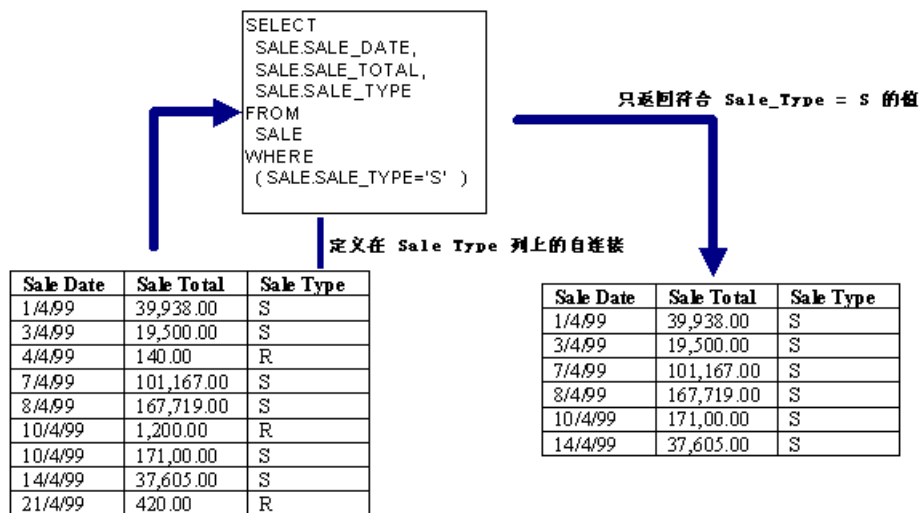 SELECT
SALE.SALE_DATE,
SALE.SALE_TOTAL,
SALE.SALE_TYPE
FROM
SALE
WHERE
( SALE.SALE_TYPE='S' )
只返回符合 Sale_Type = S 的值
定义在 Sale Type 列上的自连接
Sale Date Sale Total Sale Type
1/4/99 39,938.00 S
3/4/99 19,500.00 S
4/4/99 140.00 R
7/4/99 101,167.00 S
8/4/99 167,719.00 S
10/4/99 1,200.00 R
10/4/99 171,00.00 S
14/4/99 37,605.00 S
21/4/99 420.00 R
Sale Date Sale Total Sale Type
1/4/99 39,938.00 S
3/4/99 19,500.00 S
7/4/99 101,167.00 S
8/4/99 167,719.00 S
10/4/99 171,00.00 S
14/4/99 37,605.00 S